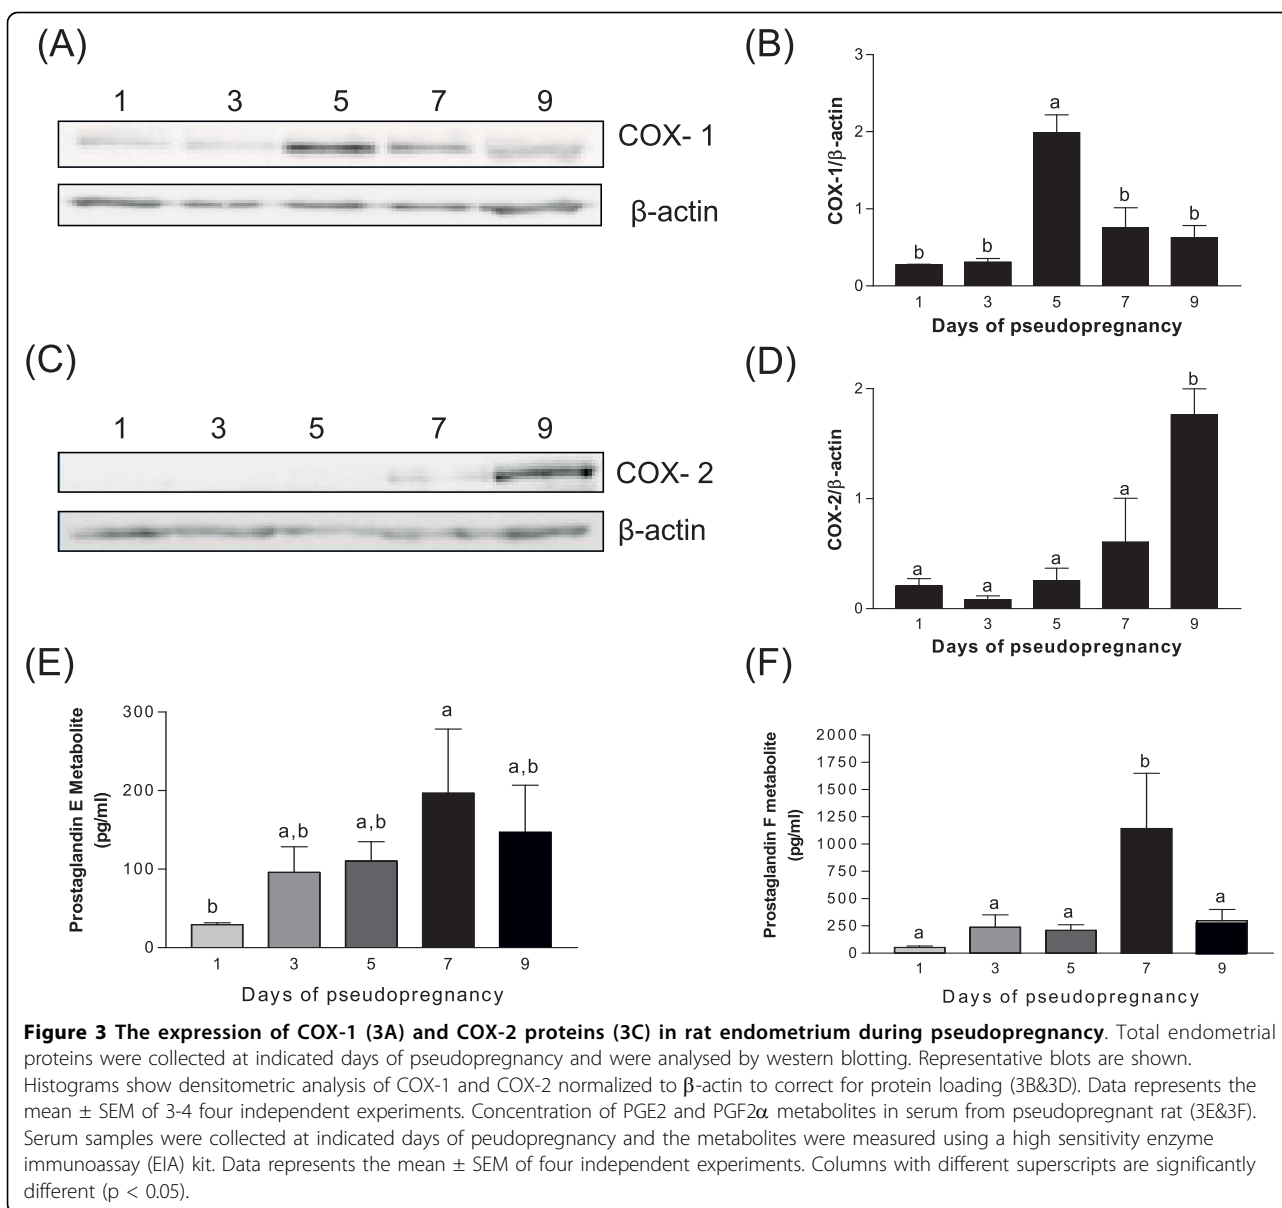 (A)
1 3 5 7 9
COX- 1
β-actin
(B)
3
2
1
0
COX-1/β-actin
b b a b b
1 3 5 7 9
Days of pseudopregnancy
(C)
1 3 5 7 9
COX- 2
β-actin
(D)
2
1
0
COX-2/β-actin
a a a a b
1 3 5 7 9
Days of pseudopregnancy
(E)
Prostaglandin E Metabolite
(pg/ml)
300
200
100
0
b a,b a,b a a,b
1 3 5 7 9
Days of pseudopregnancy
(F)
Prostaglandin F metabolite
(pg/ml)
2000
1750
1500
1250
1000
750
500
250
0
a a a b a
1 3 5 7 9
Days of pseudopregnancy
Figure 3 The expression of COX-1 (3A) and COX-2 proteins (3C) in rat endometrium during pseudopregnancy. Total endometrial
proteins were collected at indicated days of pseudopregnancy and were analysed by western blotting. Representative blots are shown.
Histograms show densitometric analysis of COX-1 and COX-2 normalized to β-actin to correct for protein loading (3B&3D). Data represents the
mean ± SEM of 3-4 four independent experiments. Concentration of PGE2 and PGF2α metabolites in serum from pseudopregnant rat (3E&3F).
Serum samples were collected at indicated days of peudopregnancy and the metabolites were measured using a high sensitivity enzyme
immunoassay (EIA) kit. Data represents the mean ± SEM of four independent experiments. Columns with different superscripts are significantly
different (p < 0.05).